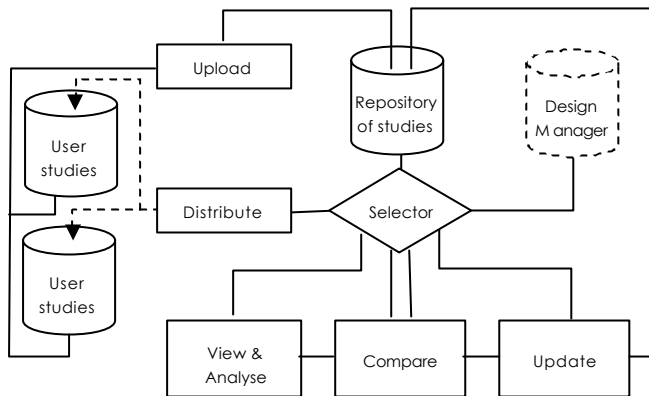 Upload
Repository
of studies
Design
M anager
User
studies
Distribute
Selector
User
studies
View &
Analyse
Compare
Update